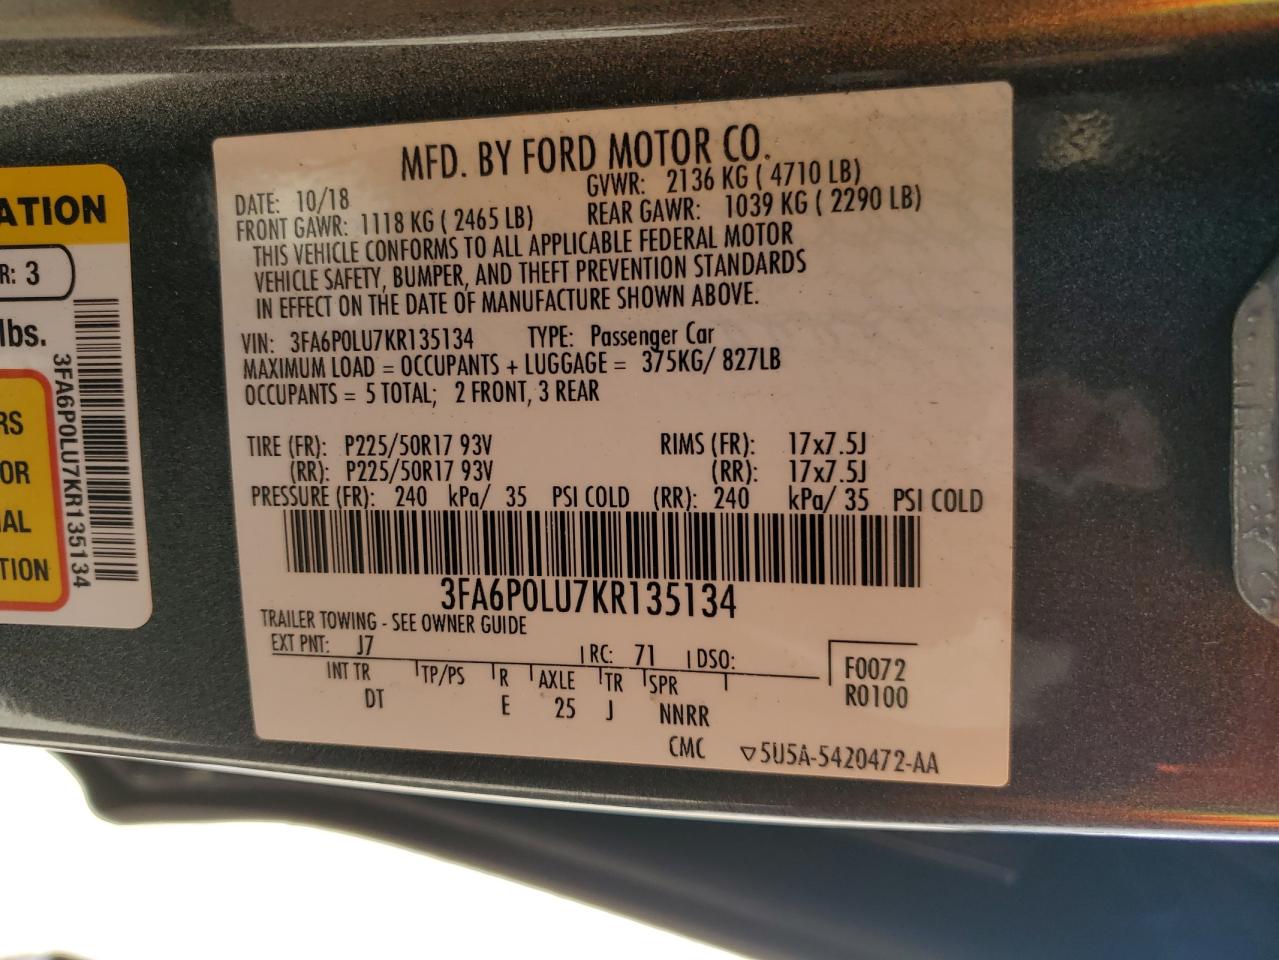 ATION
R: 3
lbs.
RS
OR
IAL
TION
3FA6P0LU7KR135134
MFD. BY FORD MOTOR CO.
DATE: 10/18 GVWR: 2136 KG ( 4710 LB)
FRONT GAWR: 1118 KG ( 2465 LB) REAR GAWR: 1039 KG ( 2290 LB)
THIS VEHICLE CONFORMS TO ALL APPLICABLE FEDERAL MOTOR
VEHICLE SAFETY, BUMPER, AND THEFT PREVENTION STANDARDS
IN EFFECT ON THE DATE OF MANUFACTURE SHOWN ABOVE.
VIN: 3FA6P0LU7KR135134 TYPE: Passenger Car
MAXIMUM LOAD = OCCUPANTS + LUGGAGE = 375KG/ 827LB
OCCUPANTS = 5 TOTAL; 2 FRONT, 3 REAR
TIRE (FR): P225/50R17 93V RIMS (FR): 17x7.5J
(RR): P225/50R17 93V (RR): 17x7.5J
PRESSURE (FR): 240 kPa/ 35 PSI COLD (RR): 240 kPa/ 35 PSI COLD
3FA6P0LU7KR135134
TRAILER TOWING - SEE OWNER GUIDE
EXT PNT: J7 RC: 71 DSO: F0072
INT TR TP/PS R AXLE TR SPR R0100
DT E 25 J NNRR
CMC ▽5U5A-5420472-AA